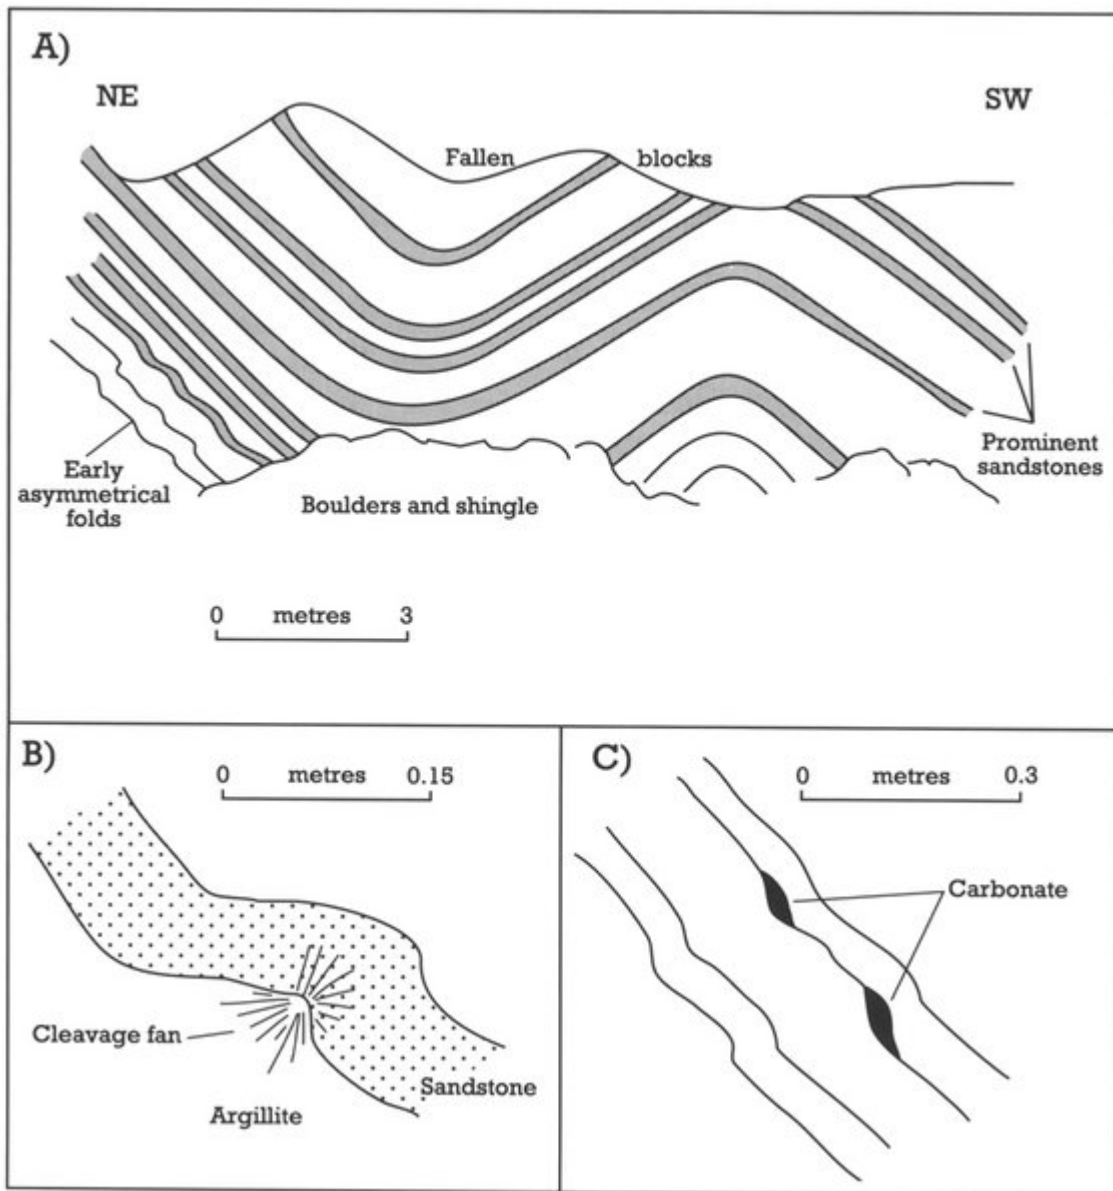 A)
NE
SW
Fallen blocks
Early
asymmetrical
folds
Boulders and shingle
Prominent
sandstones
0 metres 3
B)
0 metres 0.15
Cleavage fan
Sandstone
Argillite
C)
0 metres 0.3
Carbonate